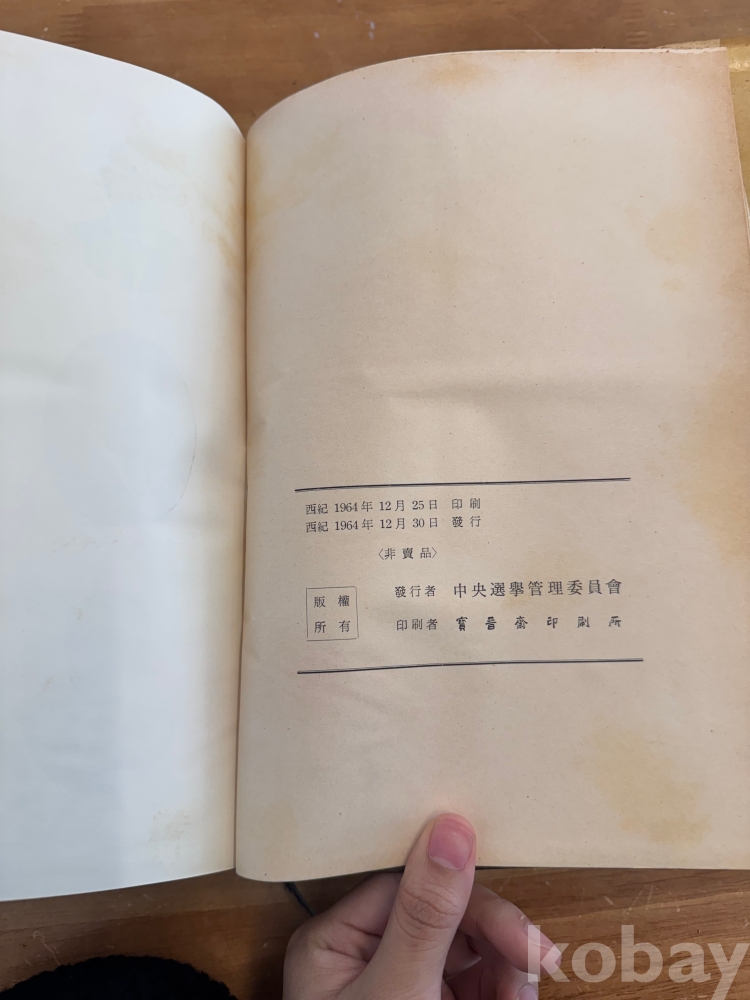 西紀 1964年 12月 25日 印刷
西紀 1964年 12月 30日 發行
〈非賣品〉
版權
所有
發行者 中央選擧管理委員會
印刷者 寶晋齋印刷所
kobay